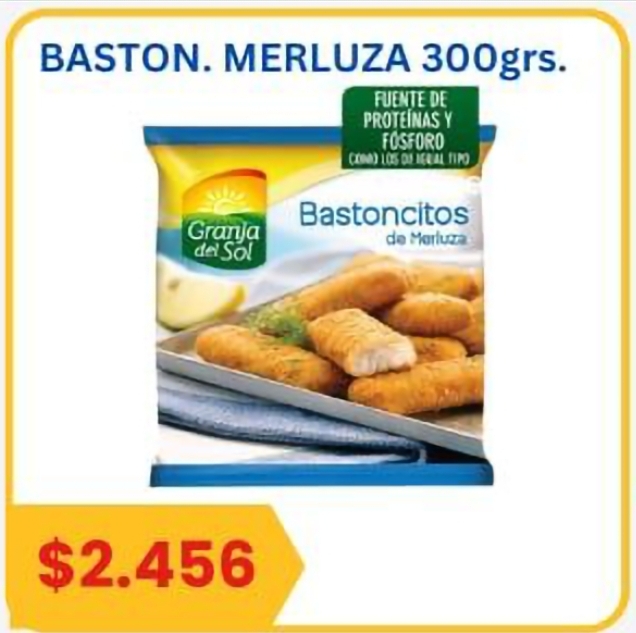 BASTON. MERLUZA 300grs.
FUENTE DE
PROTEÍNAS Y
FÓSFORO
COMO LOS DE IGUAL TIPO
Granja
del Sol
Bastoncitos
de Merluza
$2.456